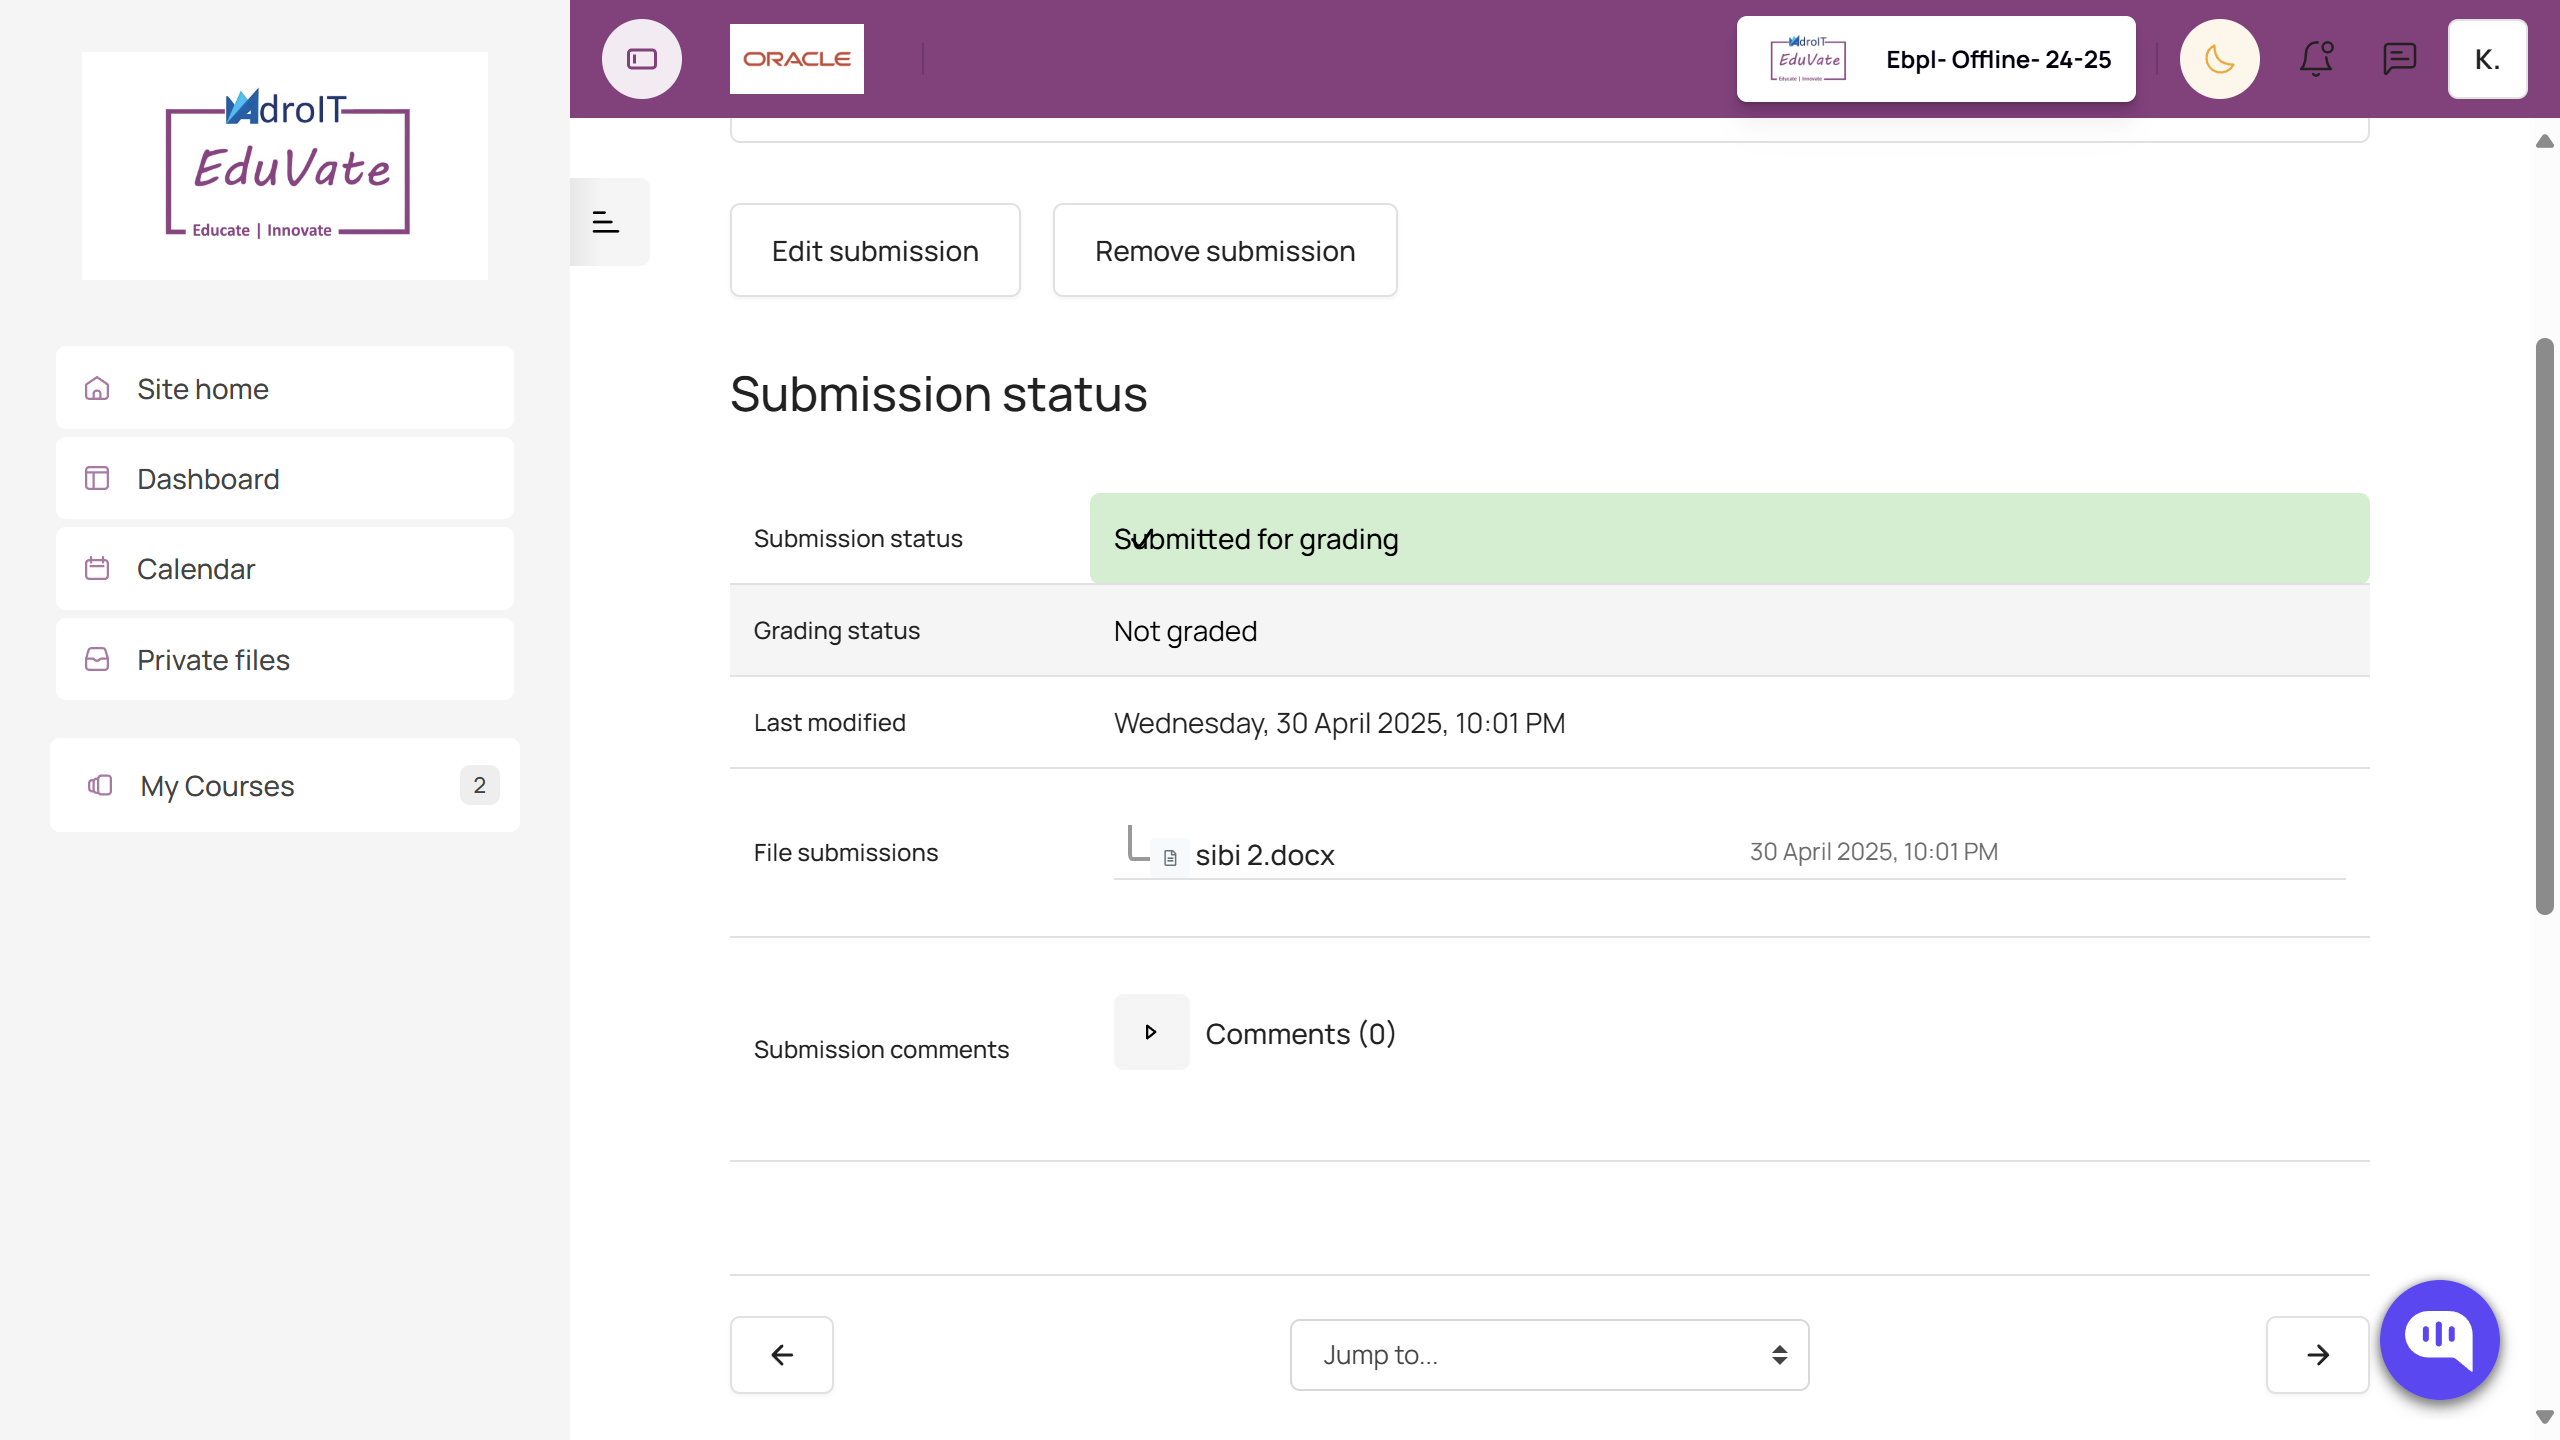 AdroIT
EduVate
Educate | Innovate
Site home
Dashboard
Calendar
Private files
My Courses
2
ORACLE
AdroIT
EduVate
Educate | Innovate
Ebpl- Offline- 24-25
K.
Edit submission
Remove submission
Submission status
Submission status
Submitted for grading
Grading status
Not graded
Last modified
Wednesday, 30 April 2025, 10:01 PM
File submissions
sibi 2.docx
30 April 2025, 10:01 PM
Submission comments
Comments (0)
Jump to...